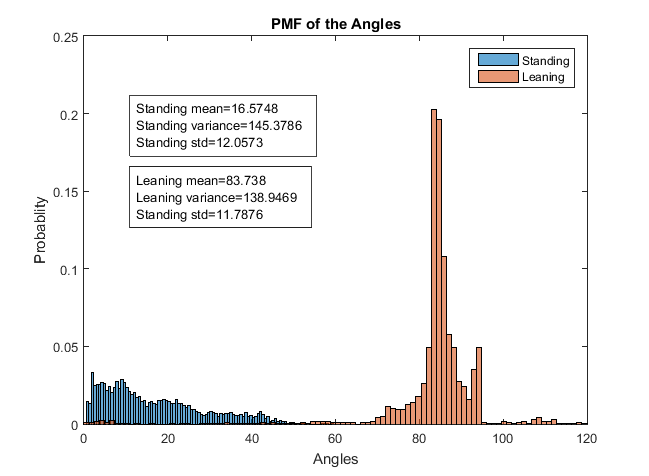 PMF of the Angles
0.25
0.2
0.15
0.1
0.05
0
Probablity
Standing
Leaning
Standing mean=16.5748
Standing variance=145.3786
Standing std=12.0573
Leaning mean=83.738
Leaning variance=138.9469
Standing std=11.7876
0 20 40 60 80 100 120
Angles